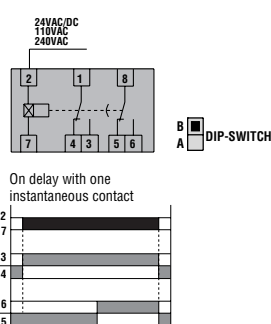 24VAC/DC
110VAC
240VAC
2 1 8
7 4 3 5 6
B
A
DIP-SWITCH
On delay with one
instantaneous contact
2
7
3
4
6
5